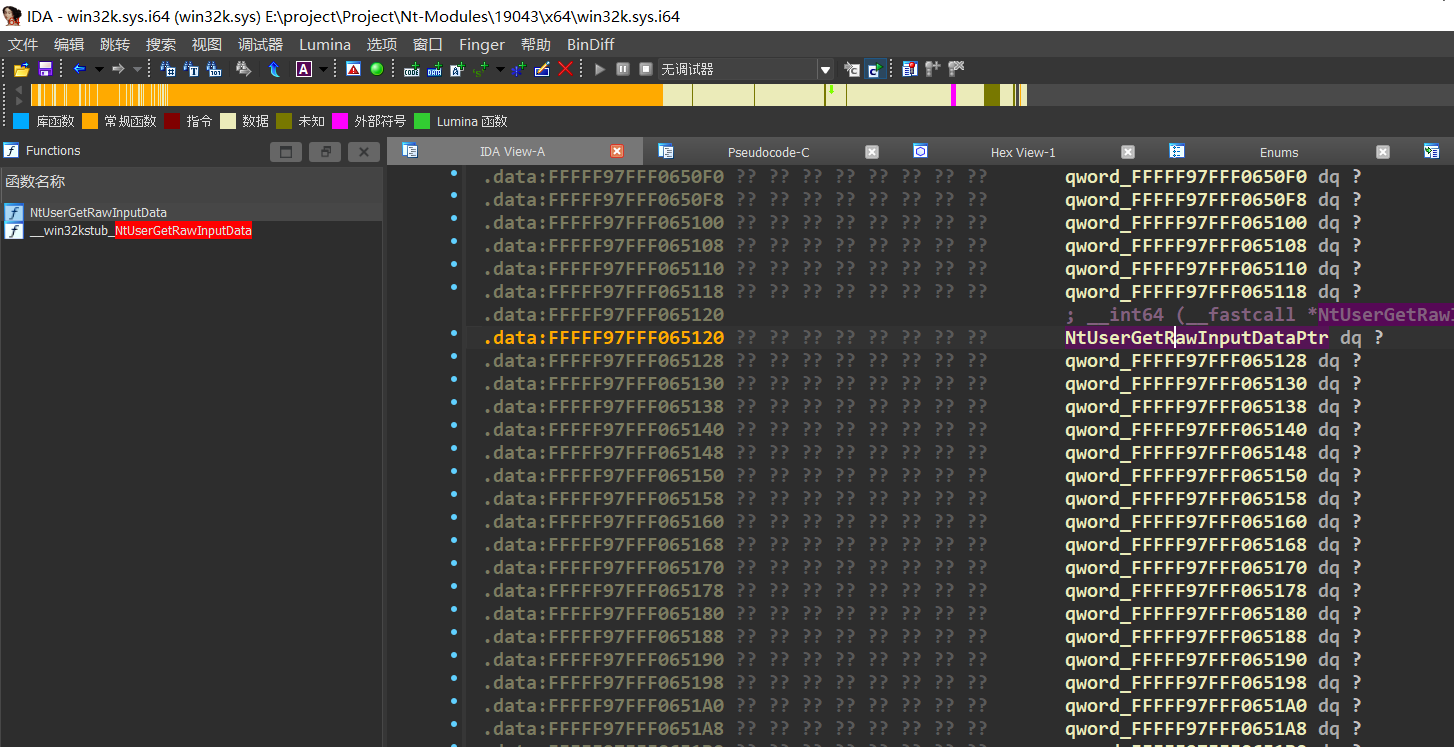 IDA - win32k.sys.i64 (win32k.sys) E:\project\Project\Nt-Modules\19043\x64\win32k.sys.i64
文件 编辑 跳转 搜索 视图 调试器 Lumina 选项 窗口 Finger 帮助 BinDiff
无调试器
库函数 常规函数 指令 数据 未知 外部符号 Lumina 函数
Functions
IDA View-A Pseudocode-C Hex View-1 Enums
函数名称
NtUserGetRawInputData
__win32kstub_NtUserGetRawInputData
.data:FFFFF97FFF0650F0 ?? ?? ?? ?? ?? ?? ?? ?? qword_FFFFF97FFF0650F0 dq ?
.data:FFFFF97FFF0650F8 ?? ?? ?? ?? ?? ?? ?? ?? qword_FFFFF97FFF0650F8 dq ?
.data:FFFFF97FFF065100 ?? ?? ?? ?? ?? ?? ?? ?? qword_FFFFF97FFF065100 dq ?
.data:FFFFF97FFF065108 ?? ?? ?? ?? ?? ?? ?? ?? qword_FFFFF97FFF065108 dq ?
.data:FFFFF97FFF065110 ?? ?? ?? ?? ?? ?? ?? ?? qword_FFFFF97FFF065110 dq ?
.data:FFFFF97FFF065118 ?? ?? ?? ?? ?? ?? ?? ?? qword_FFFFF97FFF065118 dq ?
.data:FFFFF97FFF065120 ; __int64 (__fastcall *NtUserGetRawI
.data:FFFFF97FFF065120 ?? ?? ?? ?? ?? ?? ?? ?? NtUserGetRawInputDataPtr dq ?
.data:FFFFF97FFF065128 ?? ?? ?? ?? ?? ?? ?? ?? qword_FFFFF97FFF065128 dq ?
.data:FFFFF97FFF065130 ?? ?? ?? ?? ?? ?? ?? ?? qword_FFFFF97FFF065130 dq ?
.data:FFFFF97FFF065138 ?? ?? ?? ?? ?? ?? ?? ?? qword_FFFFF97FFF065138 dq ?
.data:FFFFF97FFF065140 ?? ?? ?? ?? ?? ?? ?? ?? qword_FFFFF97FFF065140 dq ?
.data:FFFFF97FFF065148 ?? ?? ?? ?? ?? ?? ?? ?? qword_FFFFF97FFF065148 dq ?
.data:FFFFF97FFF065150 ?? ?? ?? ?? ?? ?? ?? ?? qword_FFFFF97FFF065150 dq ?
.data:FFFFF97FFF065158 ?? ?? ?? ?? ?? ?? ?? ?? qword_FFFFF97FFF065158 dq ?
.data:FFFFF97FFF065160 ?? ?? ?? ?? ?? ?? ?? ?? qword_FFFFF97FFF065160 dq ?
.data:FFFFF97FFF065168 ?? ?? ?? ?? ?? ?? ?? ?? qword_FFFFF97FFF065168 dq ?
.data:FFFFF97FFF065170 ?? ?? ?? ?? ?? ?? ?? ?? qword_FFFFF97FFF065170 dq ?
.data:FFFFF97FFF065178 ?? ?? ?? ?? ?? ?? ?? ?? qword_FFFFF97FFF065178 dq ?
.data:FFFFF97FFF065180 ?? ?? ?? ?? ?? ?? ?? ?? qword_FFFFF97FFF065180 dq ?
.data:FFFFF97FFF065188 ?? ?? ?? ?? ?? ?? ?? ?? qword_FFFFF97FFF065188 dq ?
.data:FFFFF97FFF065190 ?? ?? ?? ?? ?? ?? ?? ?? qword_FFFFF97FFF065190 dq ?
.data:FFFFF97FFF065198 ?? ?? ?? ?? ?? ?? ?? ?? qword_FFFFF97FFF065198 dq ?
.data:FFFFF97FFF0651A0 ?? ?? ?? ?? ?? ?? ?? ?? qword_FFFFF97FFF0651A0 dq ?
.data:FFFFF97FFF0651A8 ?? ?? ?? ?? ?? ?? ?? ?? qword_FFFFF97FFF0651A8 dq ?